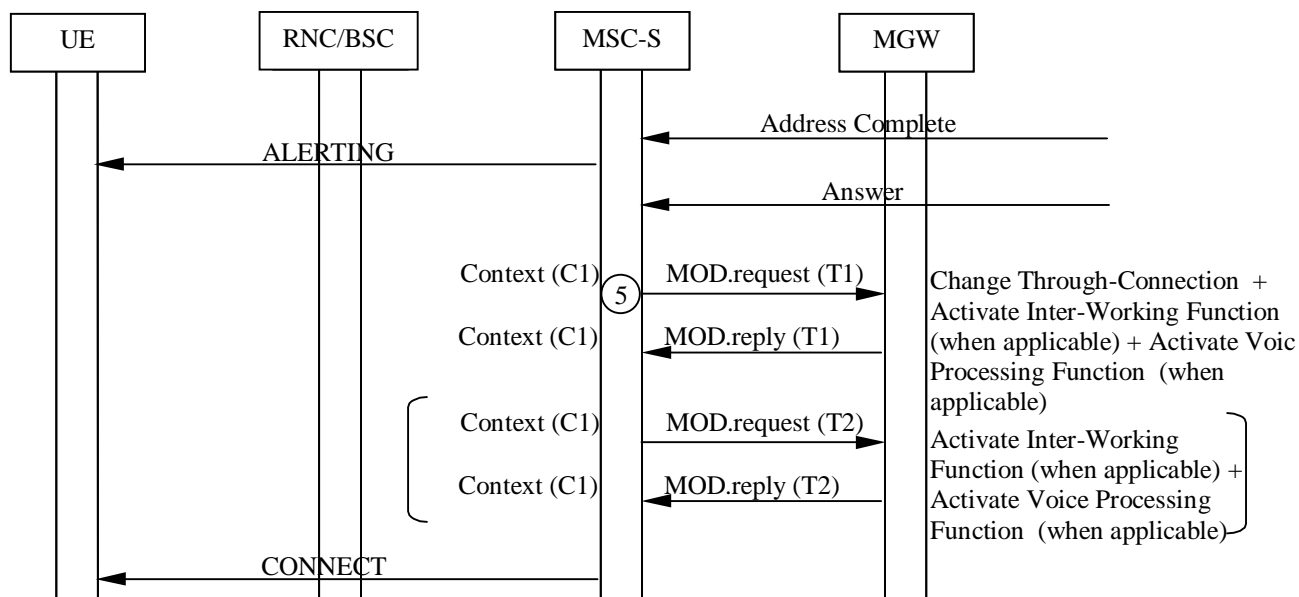 UE
RNC/BSC
MSC-S
MGW
Address Complete
ALERTING
Answer
Context (C1)
5
MOD.request (T1)
Change Through-Connection +
Activate Inter-Working Function
(when applicable) + Activate Voic
Processing Function (when
applicable)
Context (C1)
MOD.reply (T1)
Context (C1)
MOD.request (T2)
Activate Inter-Working
Function (when applicable) +
Activate Voice Processing
Function (when applicable)
Context (C1)
MOD.reply (T2)
CONNECT